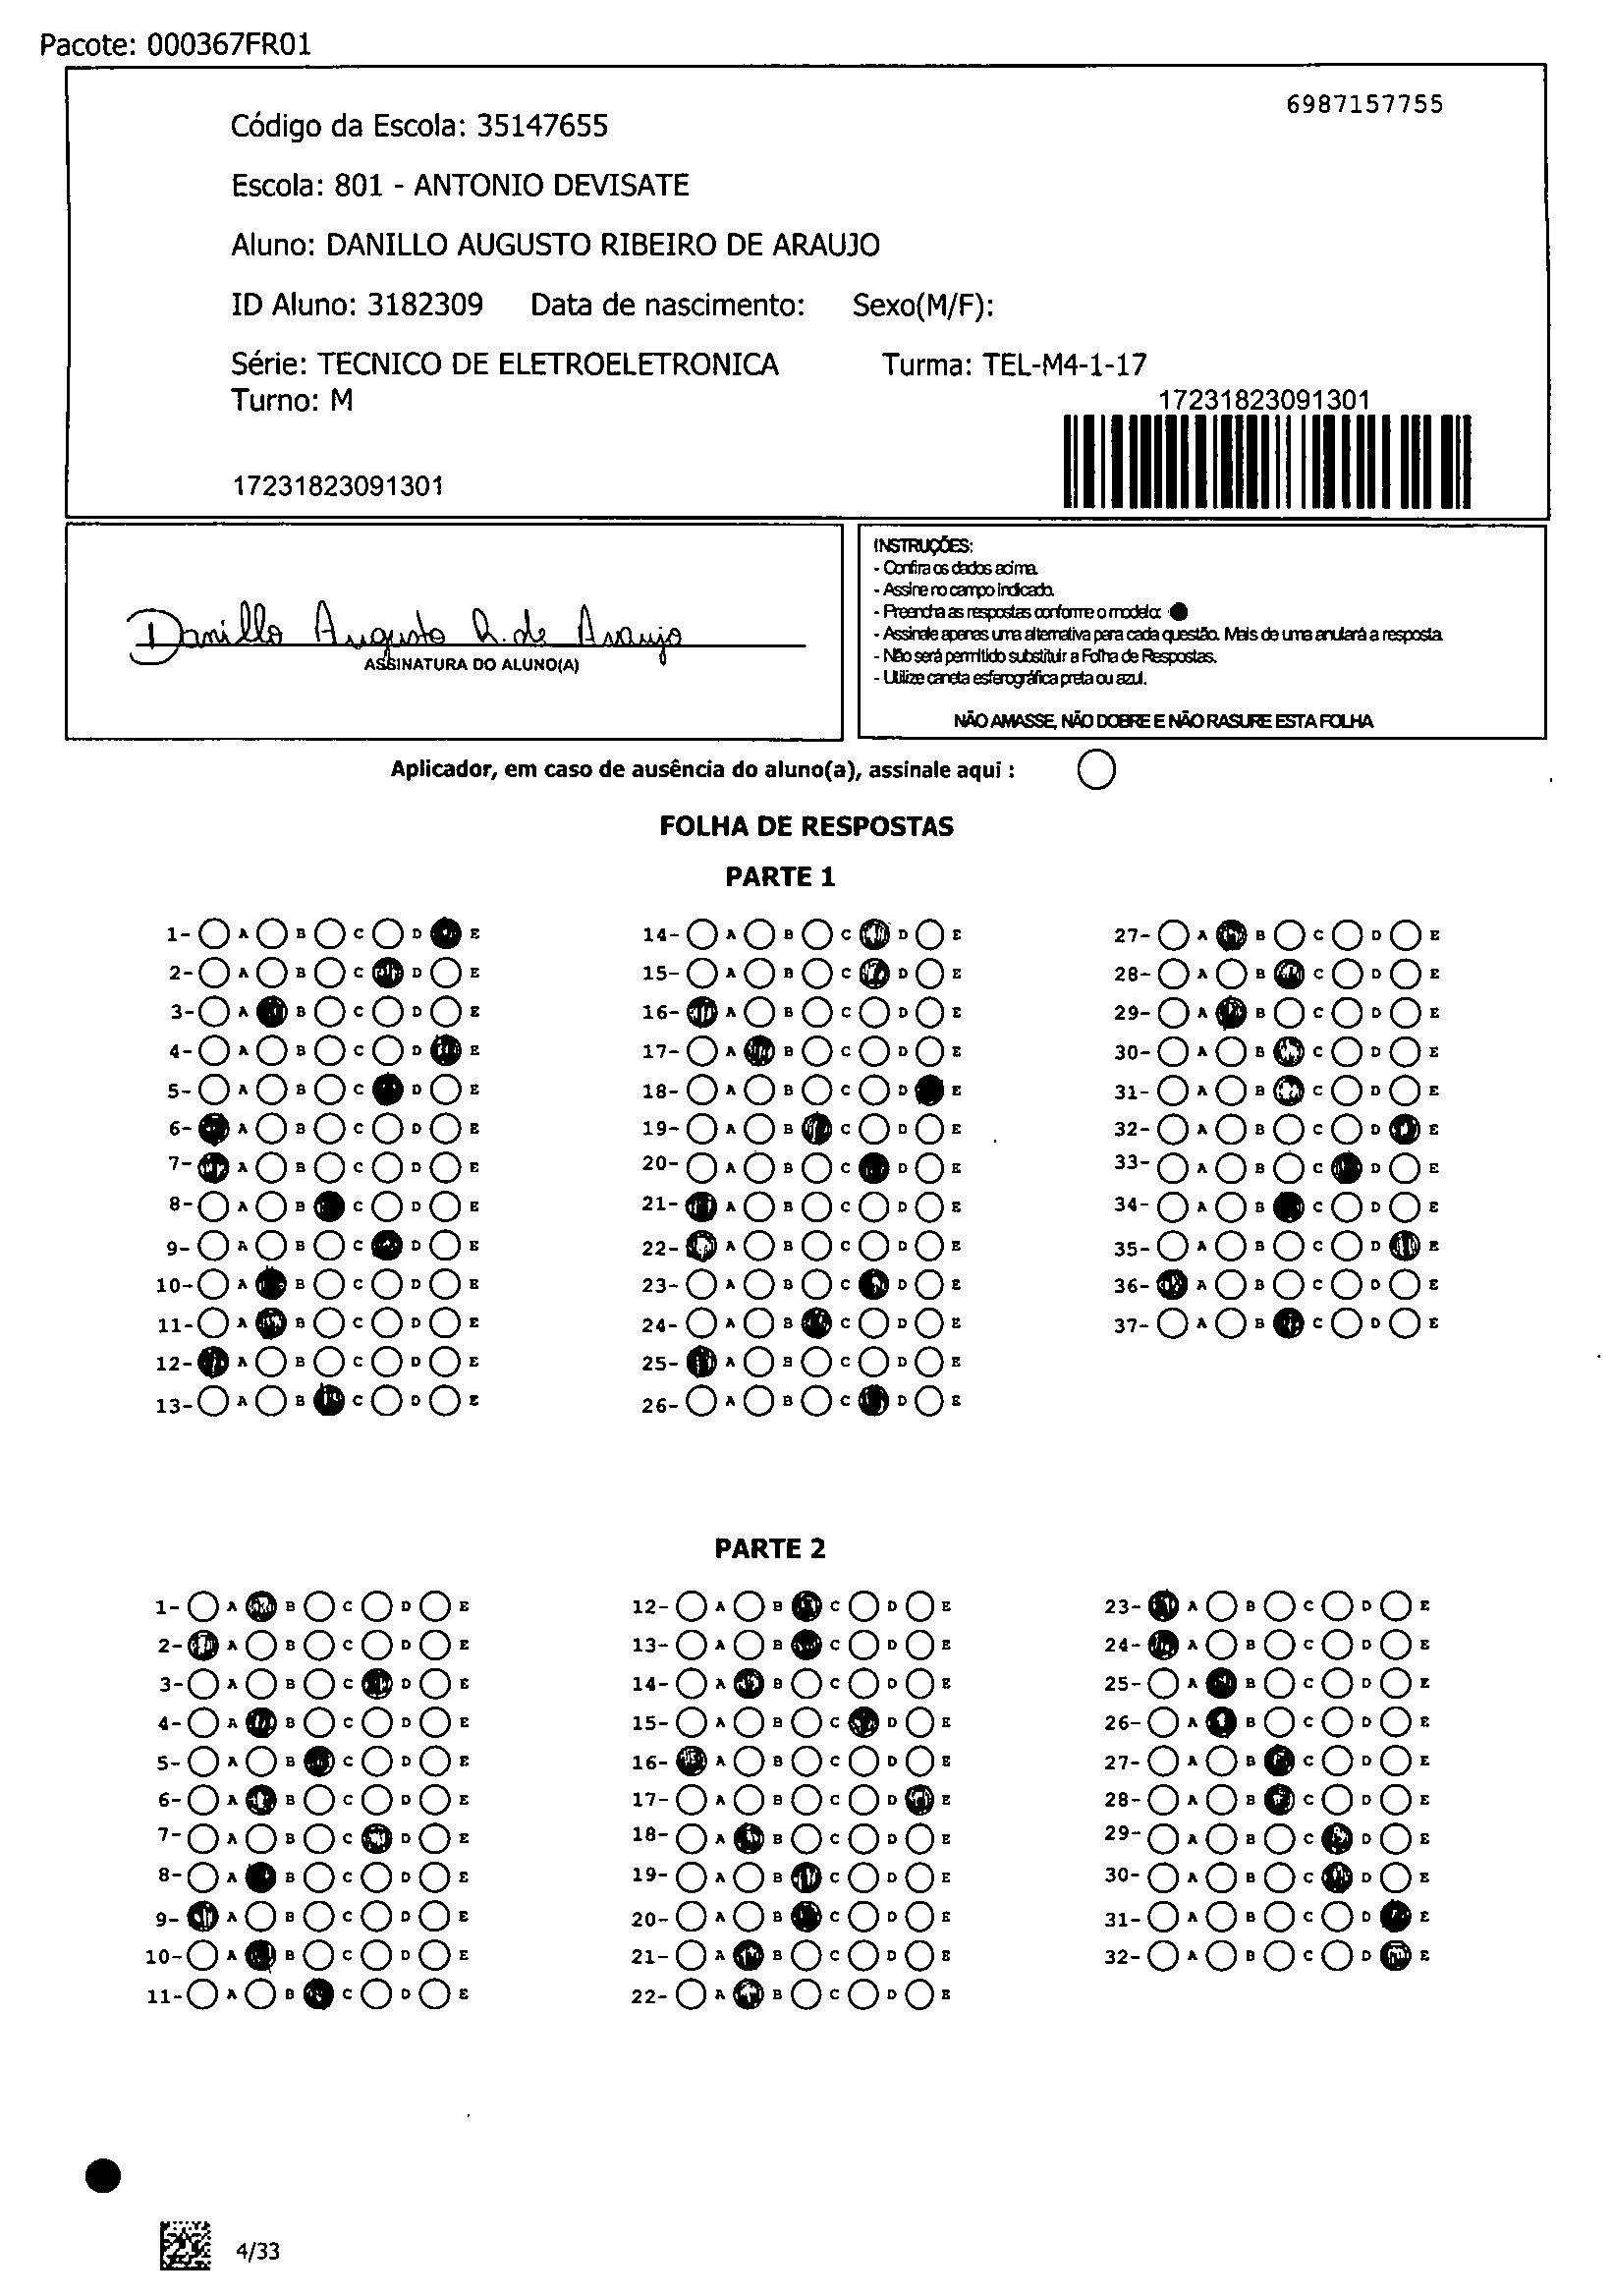 Pacote: 000367FR01
6987157755
Código da Escola: 35147655
Escola: 801 - ANTONIO DEVISATE
Aluno: DANILLO AUGUSTO RIBEIRO DE ARAUJO
ID Aluno: 3182309 Data de nascimento: Sexo(M/F):
Série: TECNICO DE ELETROELETRONICA Turma: TEL-M4-1-17
Turno: M
17231823091301
17231823091301
Danillo Augusto R. de Araujo
ASSINATURA DO ALUNO(A)
INSTRUÇÕES:
- Confira os dados acima.
- Assine no campo indicado.
- Preencha as respostas conforme o modelo:
- Assinale apenas uma alternativa para cada questão. Mais de uma anulará a resposta.
- Não será permitido substituir a Folha de Respostas.
- Utilize caneta esferográfica preta ou azul.
NÃO AMASSE, NÃO DOBRE E NÃO RASURE ESTA FOLHA
Aplicador, em caso de ausência do aluno(a), assinale aqui :
FOLHA DE RESPOSTAS
PARTE 1
1- A B C D E 14- A B C D E 27- A B C D E
2- A B C D E 15- A B C D E 28- A B C D E
3- A B C D E 16- A B C D E 29- A B C D E
4- A B C D E 17- A B C D E 30- A B C D E
5- A B C D E 18- A B C D E 31- A B C D E
6- A B C D E 19- A B C D E 32- A B C D E
7- A B C D E 20- A B C D E 33- A B C D E
8- A B C D E 21- A B C D E 34- A B C D E
9- A B C D E 22- A B C D E 35- A B C D E
10- A B C D E 23- A B C D E 36- A B C D E
11- A B C D E 24- A B C D E 37- A B C D E
12- A B C D E 25- A B C D E
13- A B C D E 26- A B C D E
PARTE 2
1- A B C D E 12- A B C D E 23- A B C D E
2- A B C D E 13- A B C D E 24- A B C D E
3- A B C D E 14- A B C D E 25- A B C D E
4- A B C D E 15- A B C D E 26- A B C D E
5- A B C D E 16- A B C D E 27- A B C D E
6- A B C D E 17- A B C D E 28- A B C D E
7- A B C D E 18- A B C D E 29- A B C D E
8- A B C D E 19- A B C D E 30- A B C D E
9- A B C D E 20- A B C D E 31- A B C D E
10- A B C D E 21- A B C D E 32- A B C D E
11- A B C D E 22- A B C D E
4/33